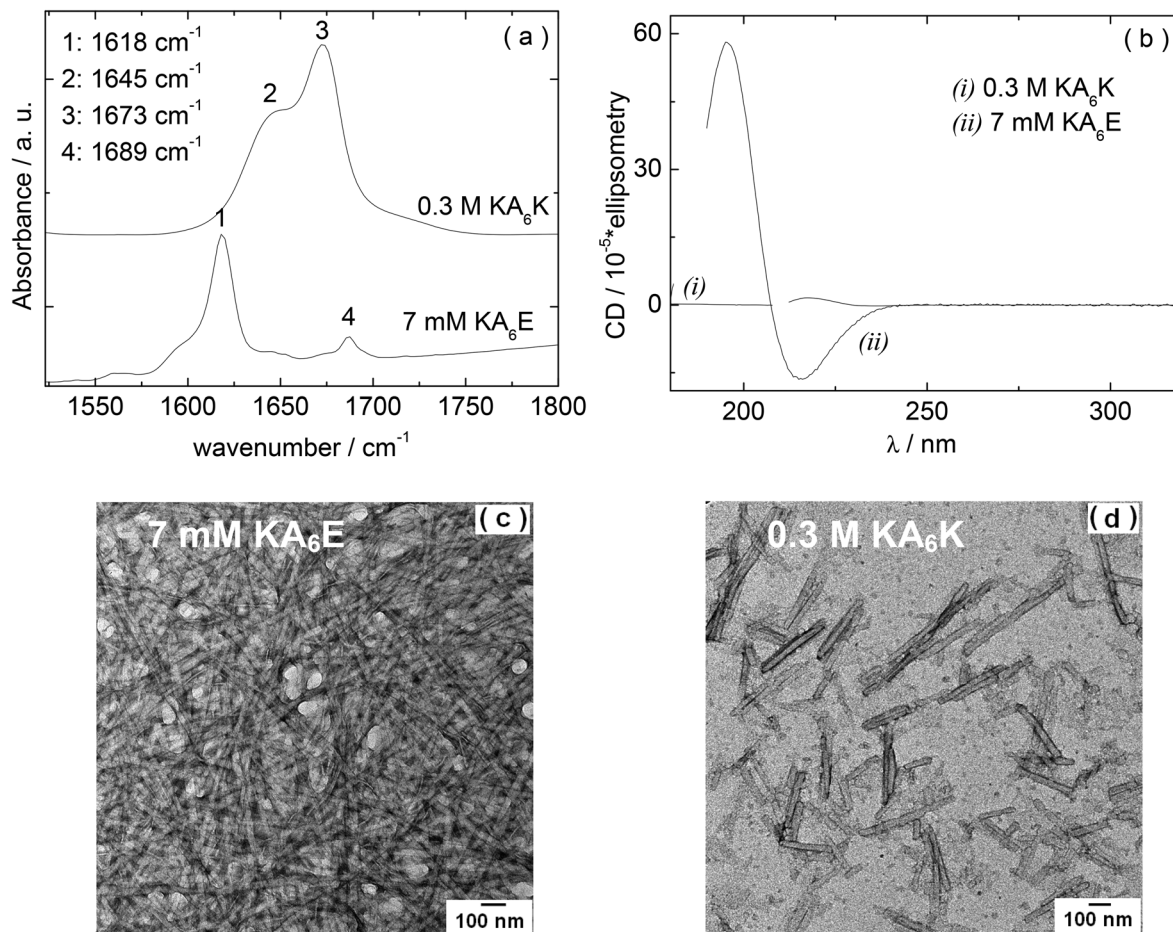 ( a )
1: 1618 cm⁻¹
2: 1645 cm⁻¹
3: 1673 cm⁻¹
4: 1689 cm⁻¹
3
2
0.3 M KA₆K
1
4
7 mM KA₆E
Absorbance / a. u.
1550 1600 1650 1700 1750 1800
wavenumber / cm⁻¹
( b )
(i) 0.3 M KA₆K
(ii) 7 mM KA₆E
60
30
0
(i)
(ii)
CD / 10⁻⁵*ellipsometry
200 250 300
λ / nm
( c )
7 mM KA₆E
100 nm
( d )
0.3 M KA₆K
100 nm